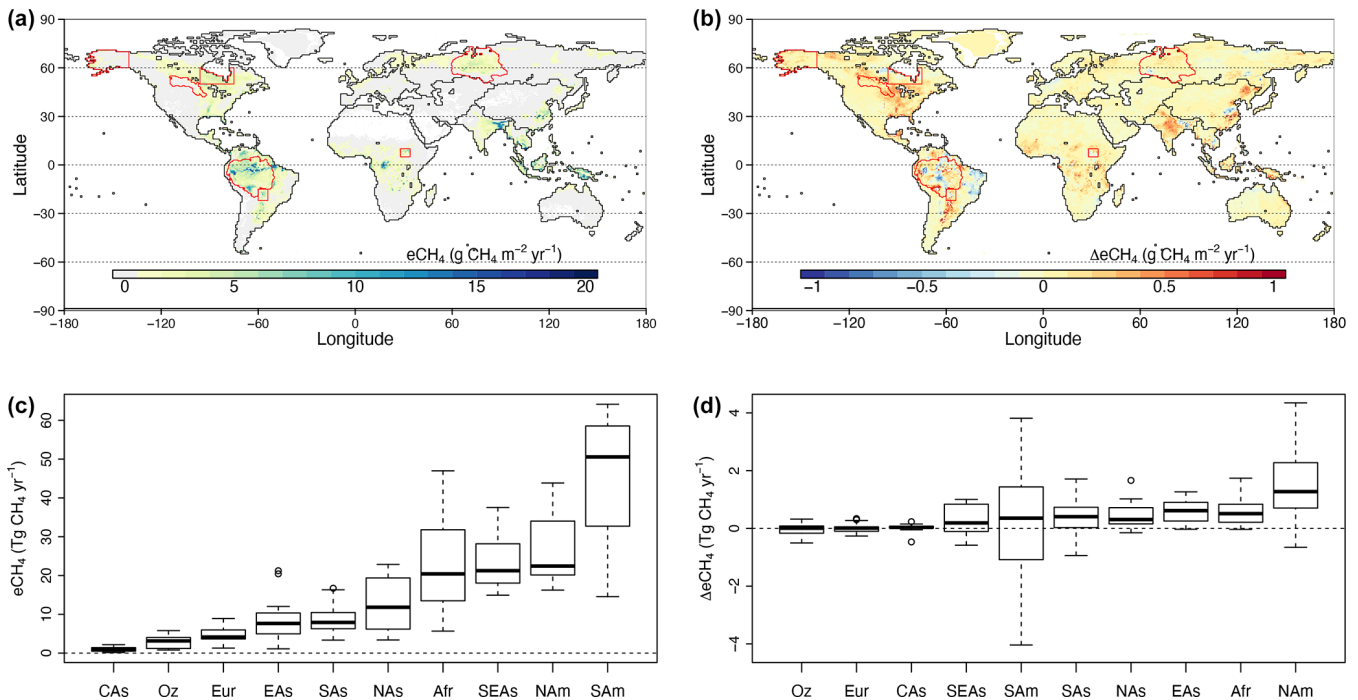 (a)
90
60
30
0
−30
−60
−90
Latitude
eCH₄ (g CH₄ m⁻² yr⁻¹)
0 5 10 15 20
−180 −120 −60 0 60 120 180
Longitude
(b)
90
60
30
0
−30
−60
−90
Latitude
ΔeCH₄ (g CH₄ m⁻² yr⁻¹)
−1 −0.5 0 0.5 1
−180 −120 −60 0 60 120 180
Longitude
(c)
60
50
40
30
20
10
0
eCH₄ (Tg CH₄ yr⁻¹)
CAs Oz Eur EAs SAs NAs Afr SEAs NAm SAm
(d)
4
2
0
−2
−4
ΔeCH₄ (Tg CH₄ yr⁻¹)
Oz Eur CAs SEAs SAm SAs NAs EAs Afr NAm